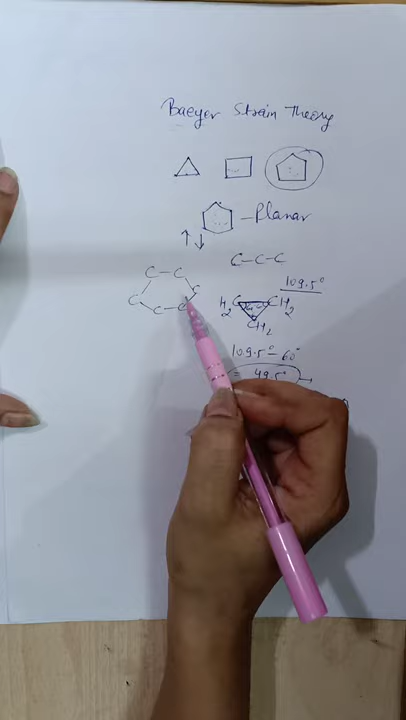 Baeyer Strain Theory
– Planar
C–C–C
109.5°
C – C
H2C CH2
C C
CH2
C – C
109.5° – 60°
= 49.5°